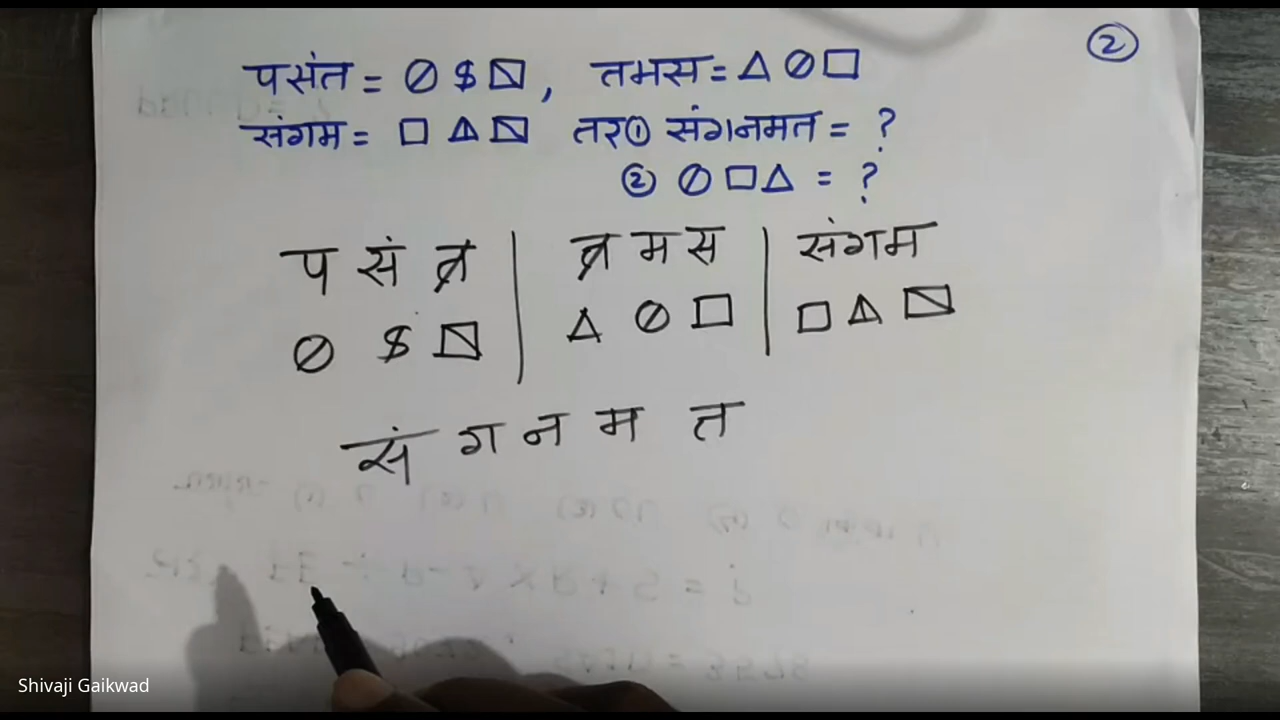 ②
पसंत = ⊘ $ ⧅ , तमस = △ ⊘ □
संगम = □ △ ⧅ तर ① संगनमत = ?
② ⊘ □ △ = ?
प सं त | त म स | संगम
⊘ $ ⧅ | △ ⊘ □ | □ △ ⧅
सं ग न म त
Shivaji Gaikwad